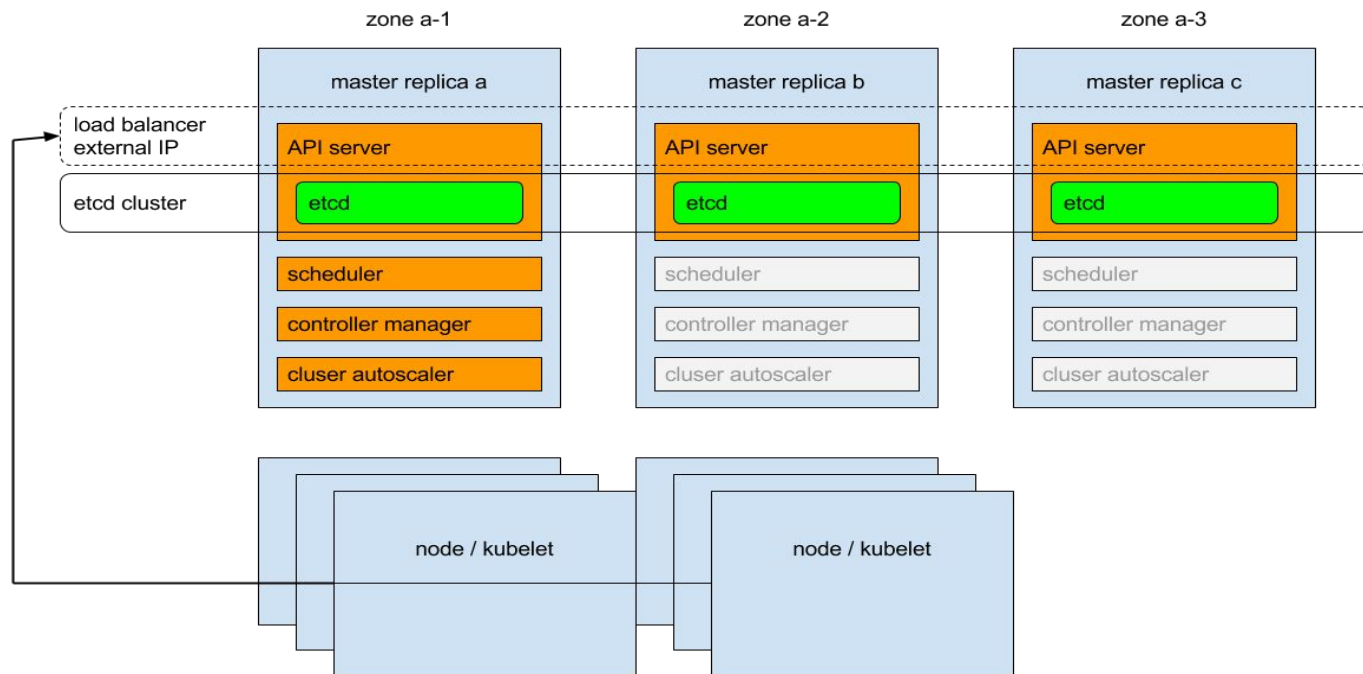 zone a-1
zone a-2
zone a-3
master replica a
master replica b
master replica c
load balancer
external IP
API server
API server
API server
etcd cluster
etcd
etcd
etcd
scheduler
scheduler
scheduler
controller manager
controller manager
controller manager
cluser autoscaler
cluser autoscaler
cluser autoscaler
node / kubelet
node / kubelet